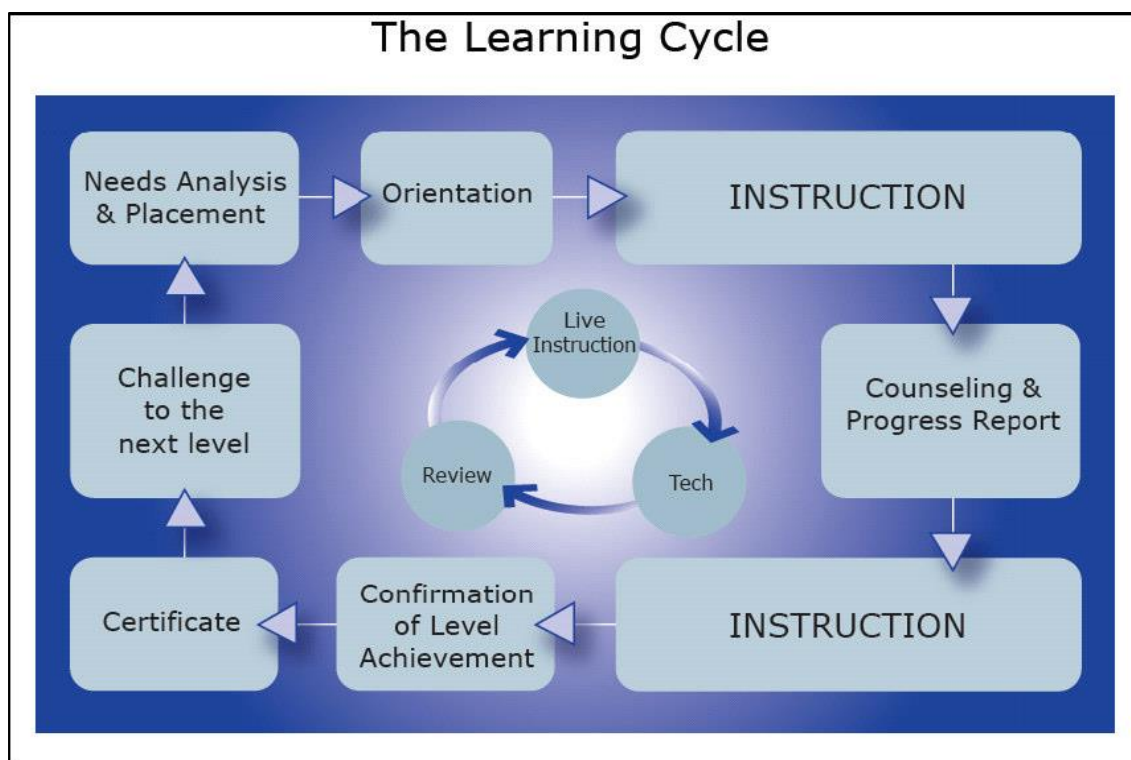 The Learning Cycle
Needs Analysis
& Placement
Orientation
INSTRUCTION
Live
Instruction
Challenge
to the
next level
Counseling &
Progress Report
Review
Tech
Certificate
Confirmation
of Level
Achievement
INSTRUCTION